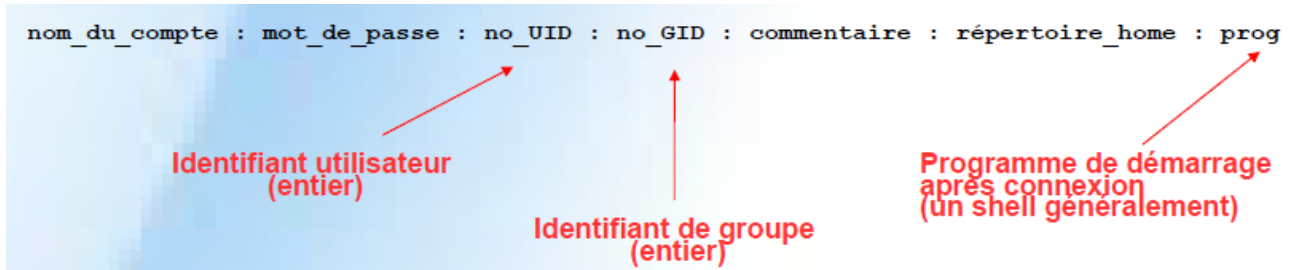 nom_du_compte : mot_de_passe : no_UID : no_GID : commentaire : répertoire_home : prog
Identifiant utilisateur
(entier)
Identifiant de groupe
(entier)
Programme de démarrage
après connexion
(un shell généralement)